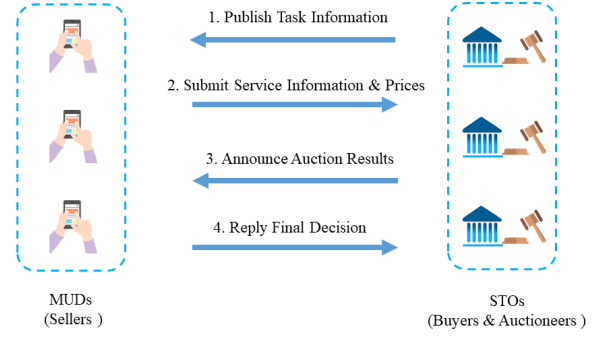 1. Publish Task Information
2. Submit Service Information & Prices
3. Announce Auction Results
4. Reply Final Decision
MUDs
(Sellers )
STOs
(Buyers & Auctioneers )